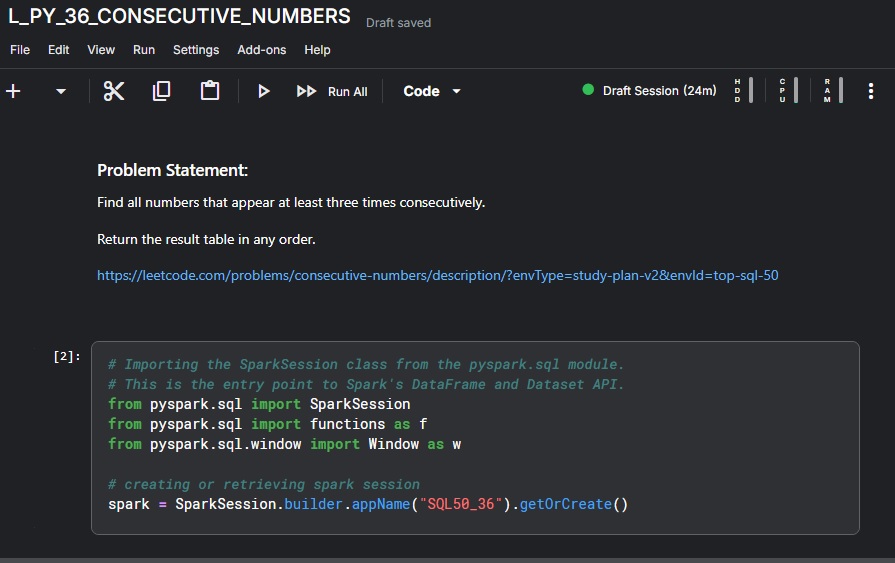 L_PY_36_CONSECUTIVE_NUMBERS Draft saved
File Edit View Run Settings Add-ons Help
+ Run All Code Draft Session (24m) HDD CPU RAM
Problem Statement:
Find all numbers that appear at least three times consecutively.
Return the result table in any order.
https://leetcode.com/problems/consecutive-numbers/description/?envType=study-plan-v2&envId=top-sql-50
[2]:
# Importing the SparkSession class from the pyspark.sql module.
# This is the entry point to Spark's DataFrame and Dataset API.
from pyspark.sql import SparkSession
from pyspark.sql import functions as f
from pyspark.sql.window import Window as w
# creating or retrieving spark session
spark = SparkSession.builder.appName("SQL50_36").getOrCreate()